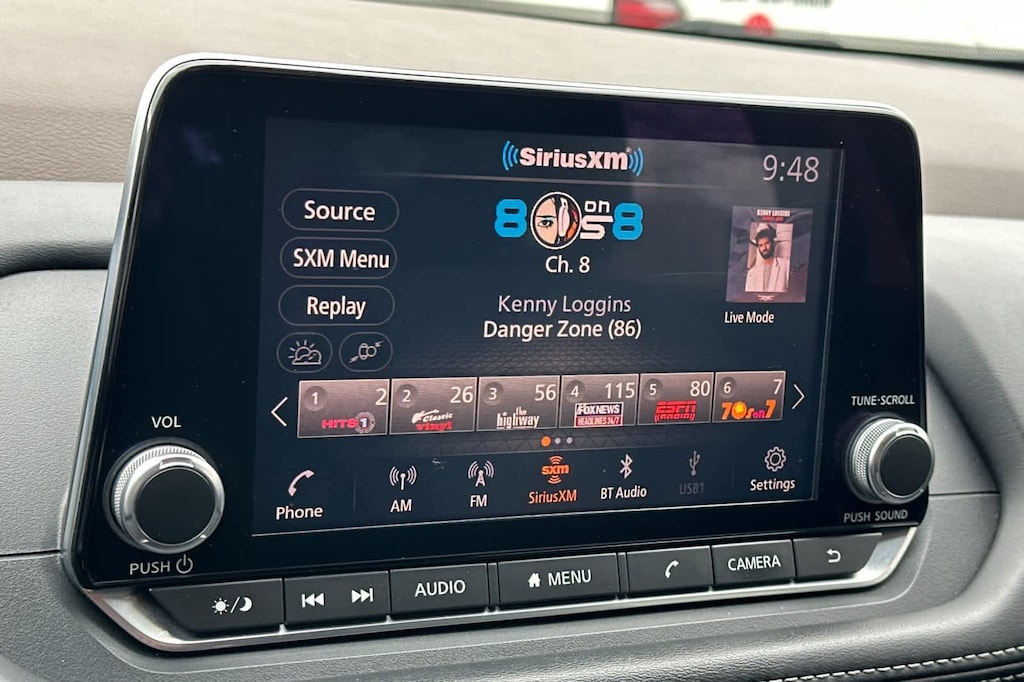 SiriusXM
9:48
Source
8 on 8
80s
SXM Menu
Ch. 8
KENNY LOGGINS
Replay
Kenny Loggins
Danger Zone (86)
Live Mode
1 2 HITS 1
2 26 Classic vinyl
3 56 the highway
4 115 FOX NEWS HEADLINES 24/7
5 80 ESPN RADIO
6 7 70s on 7
VOL
TUNE-SCROLL
Phone
AM
FM
sxm
SiriusXM
BT Audio
USB1
Settings
PUSH
PUSH SOUND
AUDIO
MENU
CAMERA